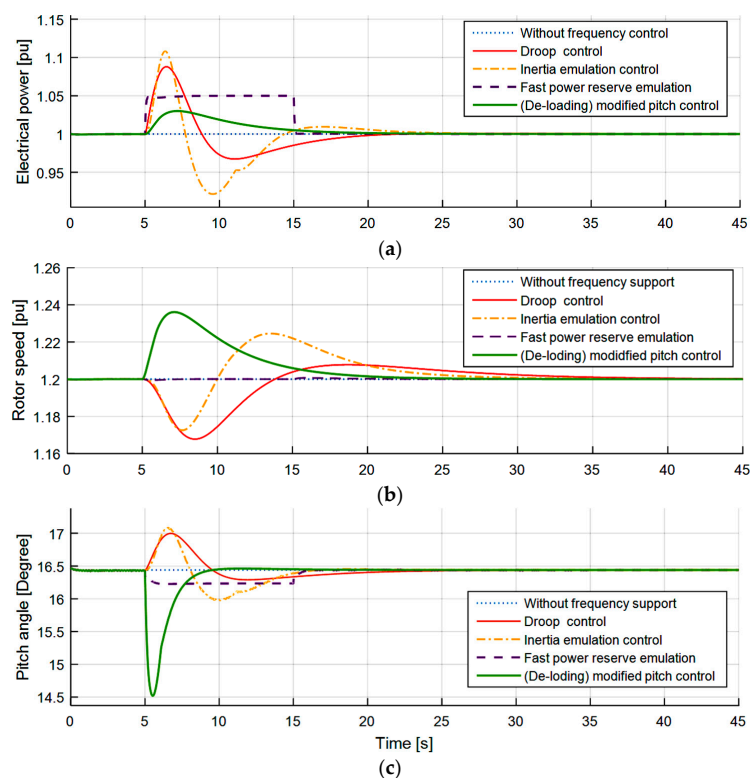 1.15
1.1
1.05
1
0.95
Electrical power [pu]
Without frequency control
Droop control
Inertia emulation control
Fast power reserve emulation
(De-loading) modified pitch control
0 5 10 15 20 25 30 35 40 45
(a)
1.26
1.24
1.22
1.2
1.18
1.16
Rotor speed [pu]
Without frequency support
Droop control
Inertia emulation control
Fast power reserve emulation
(De-loding) modidfied pitch control
0 5 10 15 20 25 30 35 40 45
(b)
17
16.5
16
15.5
15
14.5
Pitch angle [Degree]
Without frequency support
Droop control
Inertia emulation control
Fast power reserve emulation
(De-loding) modified pitch control
0 5 10 15 20 25 30 35 40 45
Time [s]
(c)